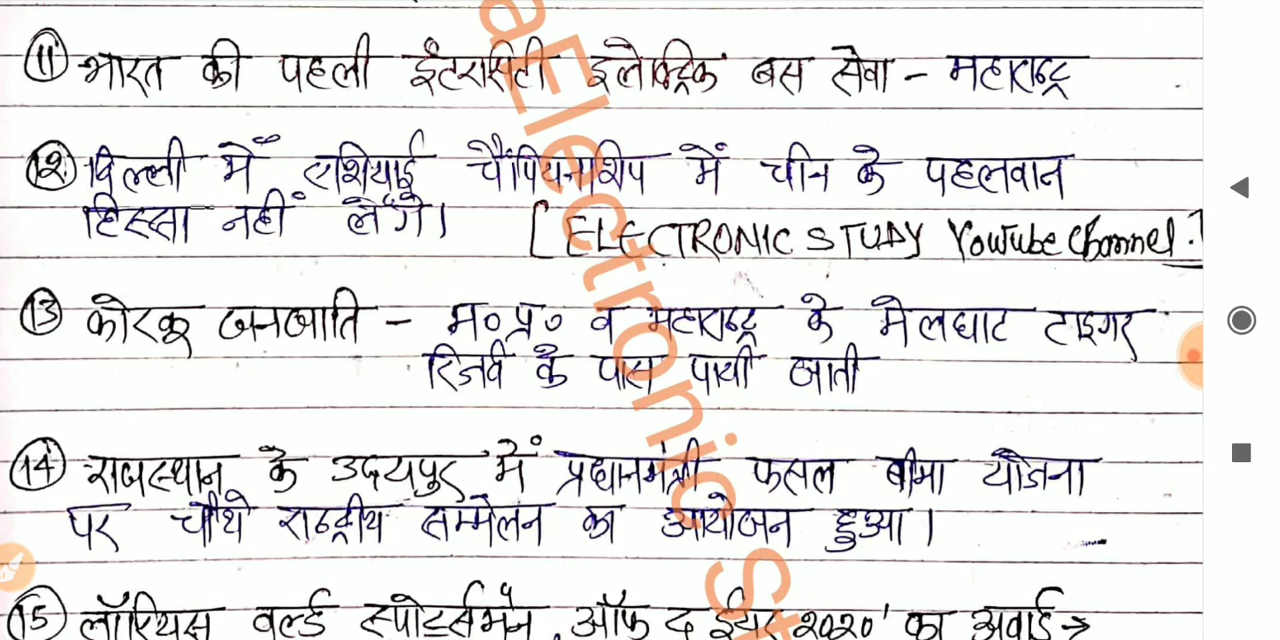 11 भारत की पहली इंटरसिटी इलेक्ट्रिक बस सेवा - महाराष्ट्र
12 दिल्ली में एशियाई चैंपियनशिप में चीन के पहलवान
हिस्सा नहीं लेंगे।
[ELECTRONIC STUDY YouTube Channel.]
13 कोरकू जनजाति - म॰प्र॰ व महाराष्ट्र के मेलघाट टाइगर
रिजर्व के पास पायी जाती
14 राजस्थान के उदयपुर में प्रधानमंत्री फसल बीमा योजना
पर चौथे राष्ट्रीय सम्मेलन का आयोजन हुआ।
15 लॉरियस वर्ल्ड स्पोर्ट्समैन ऑफ द ईयर 2020' का अवार्ड →
aElectronic St